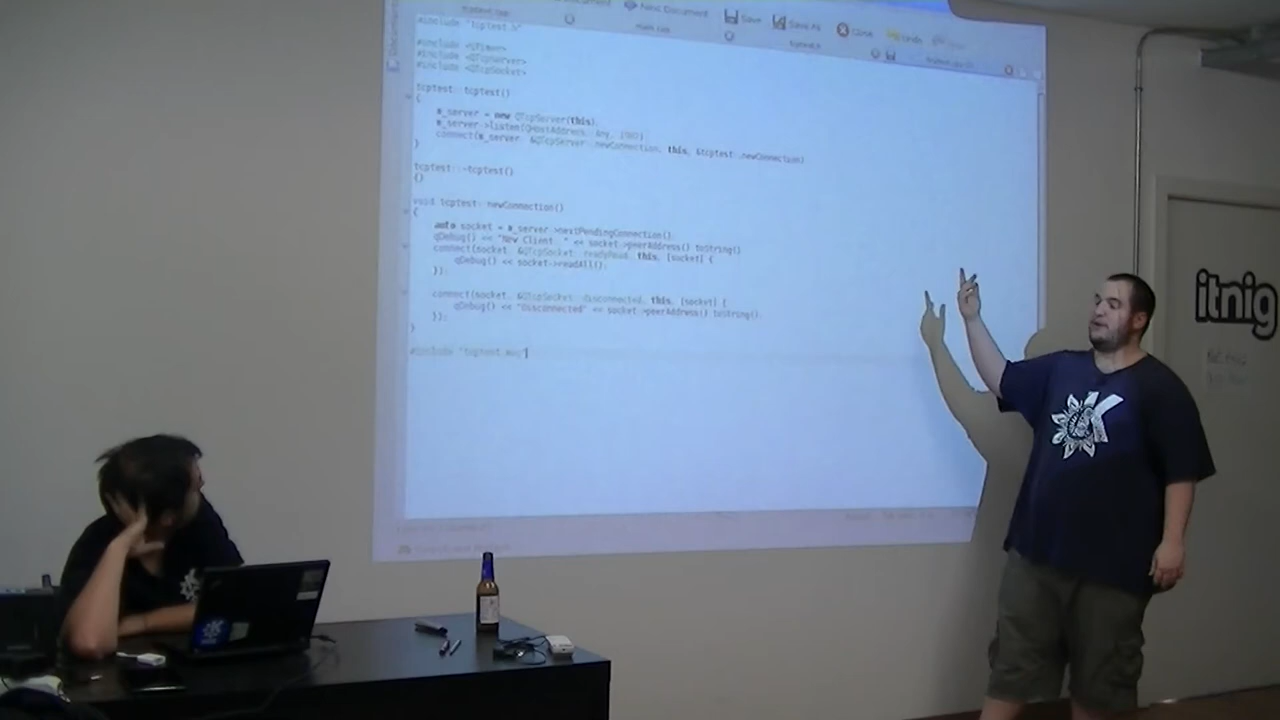 Next Document
Save
Save As
Close
Undo
#include "tcptest.h"
#include <QTimer>
#include <QTcpServer>
#include <QTcpSocket>
tcptest::tcptest()
{
m_server = new QTcpServer(this);
m_server->listen(QHostAddress::Any,
connect(m_server, &QTcpServer::newConnection, this, &tcptest::newConnection)
}
tcptest::~tcptest()
{}
void tcptest::newConnection()
{
auto socket = m_server->nextPendingConnection();
qDebug() << "New Client: " << socket->peerAddress().toString()
connect(socket, &QTcpSocket::readyRead, this, [socket] {
qDebug() << socket->readAll();
});
connect(socket, &QTcpSocket::disconnected, this, [socket] {
qDebug() << "Disconnected" << socket->peerAddress().toString();
});
}
#include "tcptest.moc"
itnig
K